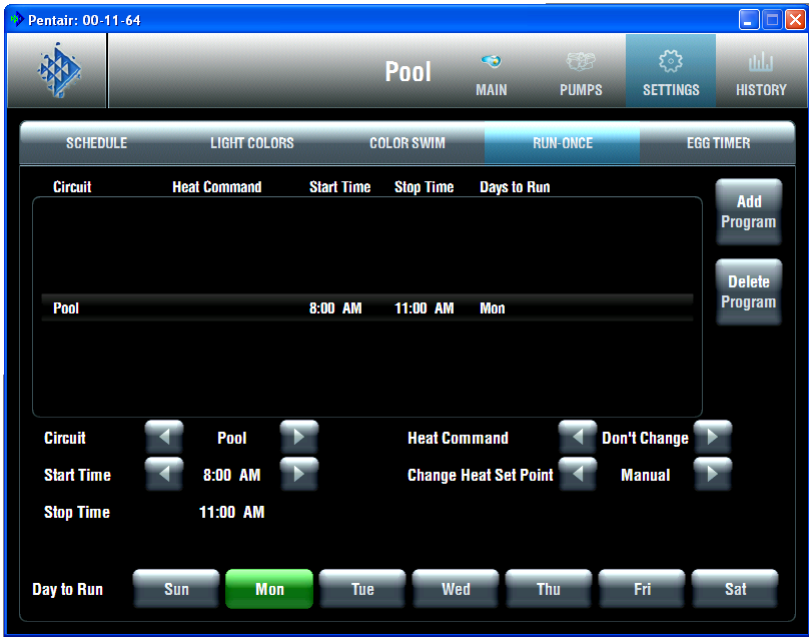 Pentair: 00-11-64
Pool
MAIN
PUMPS
SETTINGS
HISTORY
SCHEDULE
LIGHT COLORS
COLOR SWIM
RUN-ONCE
EGG TIMER
Circuit Heat Command Start Time Stop Time Days to Run
Add
Program
Delete
Program
Pool 8:00 AM 11:00 AM Mon
Circuit Pool Heat Command Don't Change
Start Time 8:00 AM Change Heat Set Point Manual
Stop Time 11:00 AM
Day to Run Sun Mon Tue Wed Thu Fri Sat